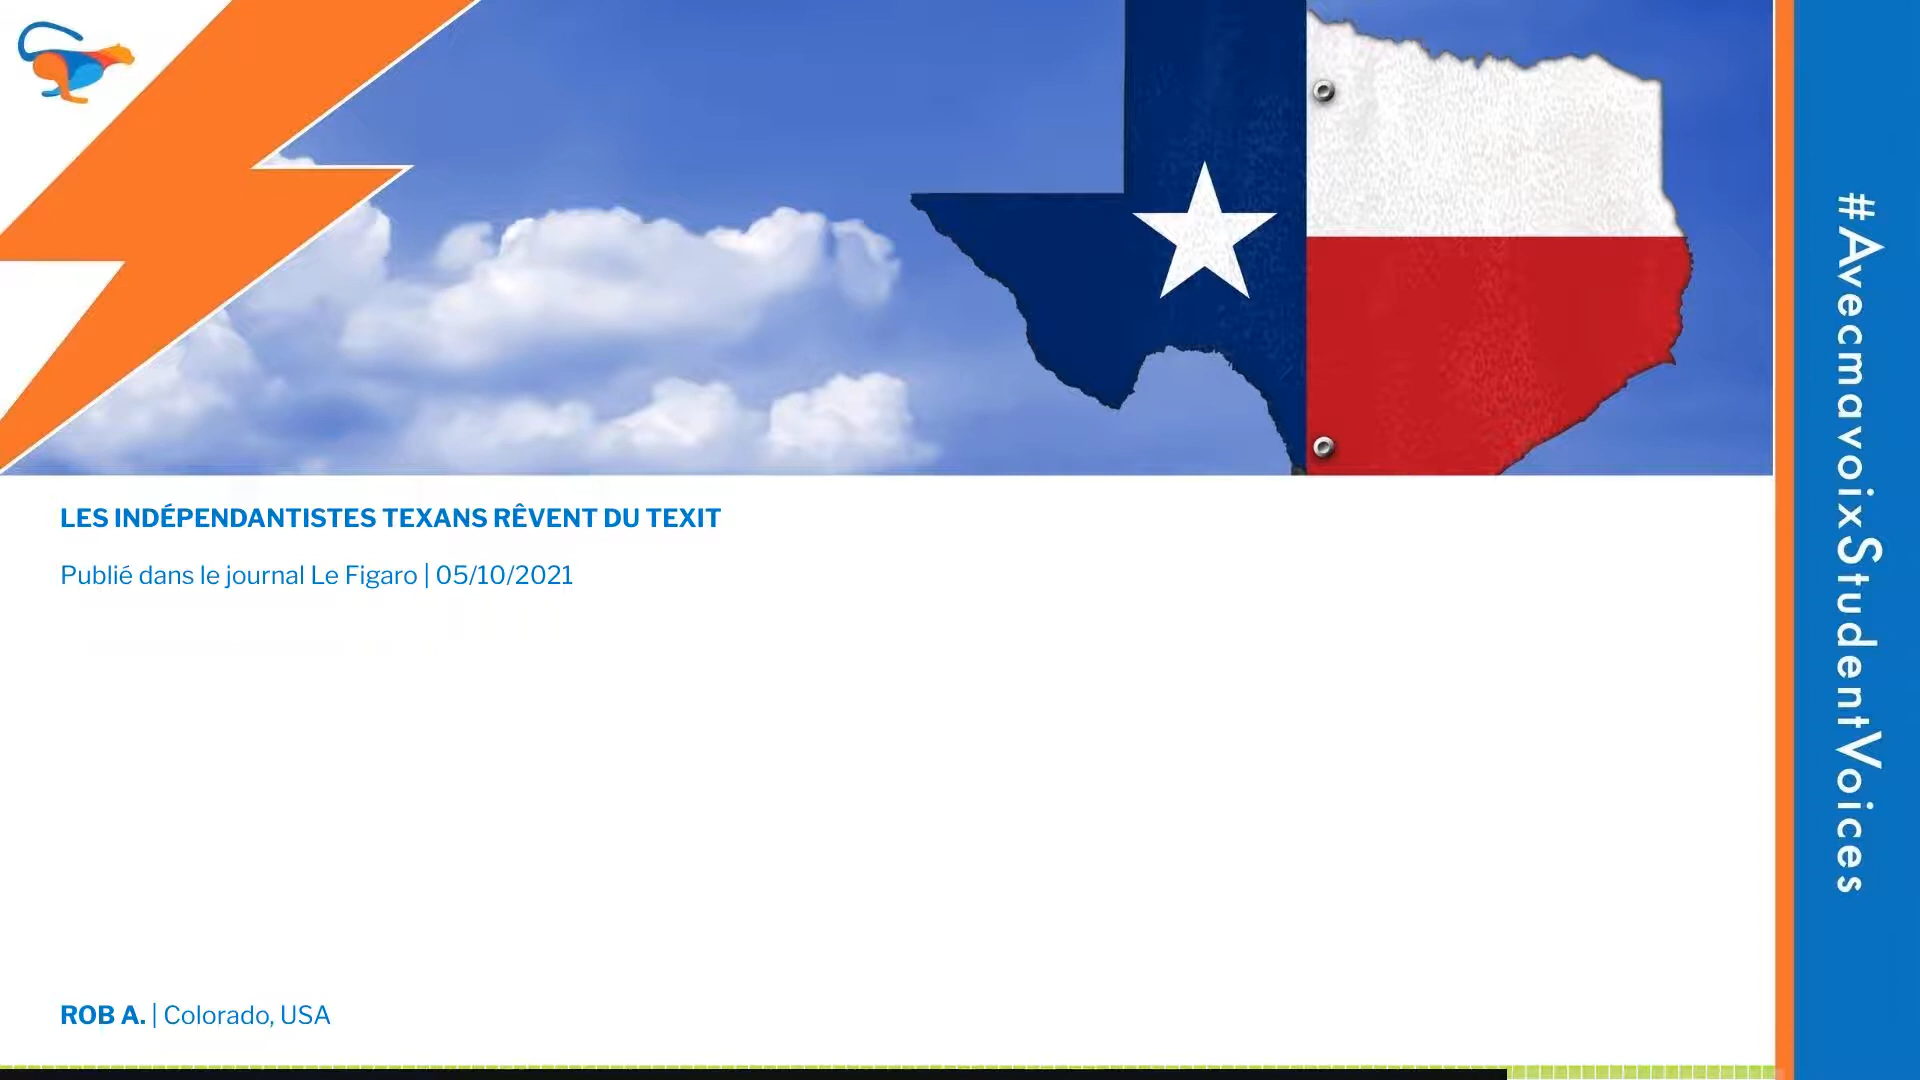 LES INDÉPENDANTISTES TEXANS RÊVENT DU TEXIT
Publié dans le journal Le Figaro | 05/10/2021
ROB A. | Colorado, USA
#AvecmavoixStudentVoices